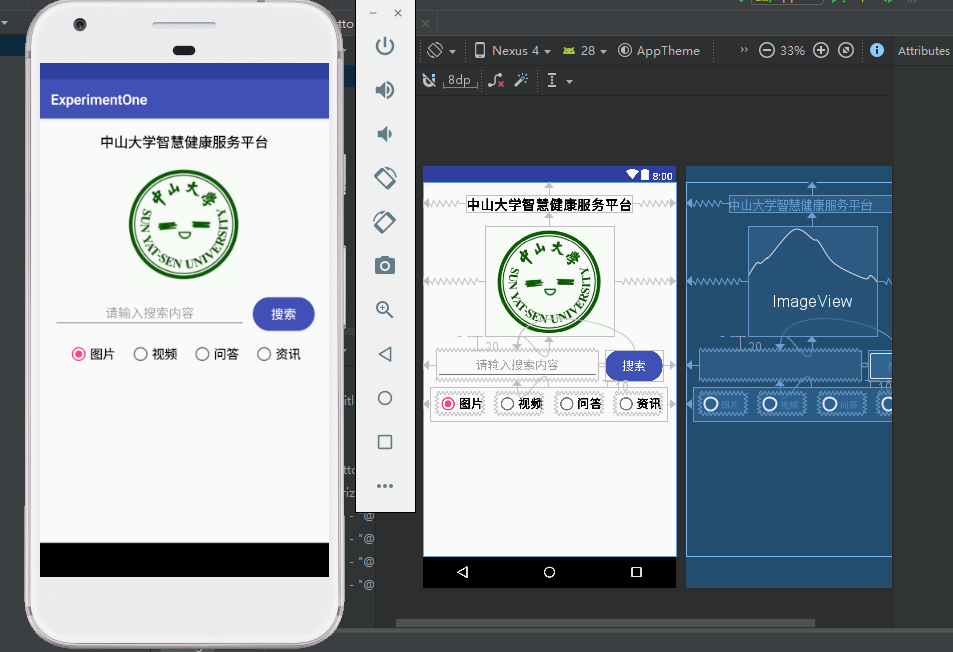 ExperimentOne
中山大学智慧健康服务平台
中山大学
SUN YAT-SEN UNIVERSITY
请输入搜索内容
搜索
图片
视频
问答
资讯
Nexus 4
28
AppTheme
33%
Attributes
8dp
8:00
中山大学智慧健康服务平台
中山大学
SUN YAT-SEN UNIVERSITY
20
请输入搜索内容
搜索
10
图片
视频
问答
资讯
中山大学智慧健康服务平台
ImageView
20
10
图片
视频
问答
"@
"@
"@
"@